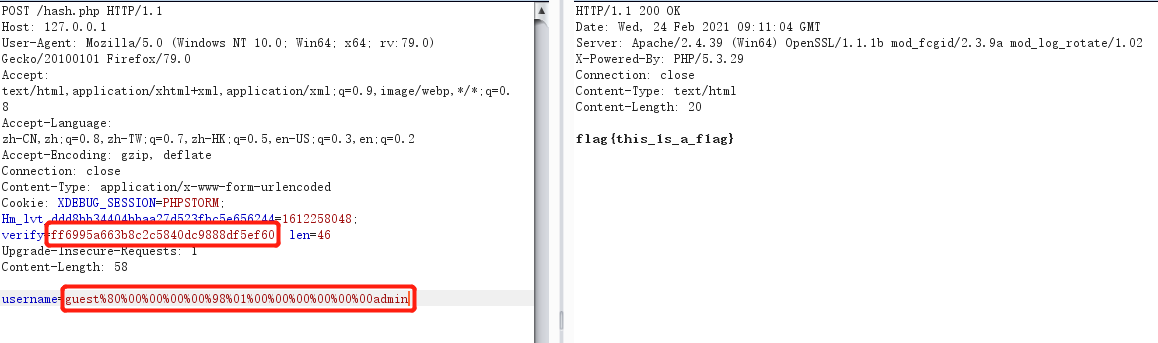 POST /hash.php HTTP/1.1
Host: 127.0.0.1
User-Agent: Mozilla/5.0 (Windows NT 10.0; Win64; x64; rv:79.0)
Gecko/20100101 Firefox/79.0
Accept:
text/html,application/xhtml+xml,application/xml;q=0.9,image/webp,*/*;q=0.
8
Accept-Language:
zh-CN,zh;q=0.8,zh-TW;q=0.7,zh-HK;q=0.5,en-US;q=0.3,en;q=0.2
Accept-Encoding: gzip, deflate
Connection: close
Content-Type: application/x-www-form-urlencoded
Cookie: XDEBUG_SESSION=PHPSTORM;
=1612258048;
verify=ff6995a663b8c2c5840dc9888df5ef60 len=46
Upgrade-Insecure-Requests: 1
Content-Length: 58
username=guest%80%00%00%00%00%00%98%01%00%00%00%00%00%00admin
HTTP/1.1 200 OK
Date: Wed, 24 Feb 2021 09:11:04 GMT
Server: Apache/2.4.39 (Win64) OpenSSL/1.1.1b mod_fcgid/2.3.9a mod_log_rotate/1.02
X-Powered-By: PHP/5.3.29
Connection: close
Content-Type: text/html
Content-Length: 20
flag{this_1s_a_flag}